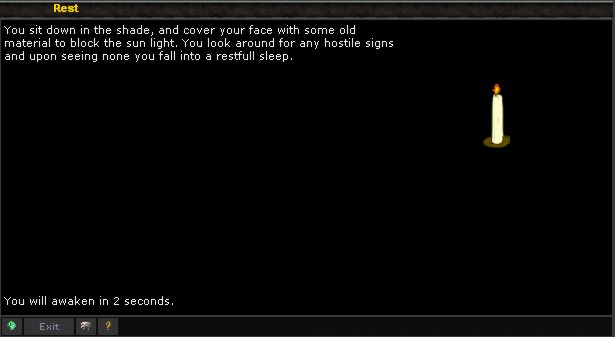 Rest
You sit down in the shade, and cover your face with some old
material to block the sun light. You look around for any hostile signs
and upon seeing none you fall into a restfull sleep.
You will awaken in 2 seconds.
Exit
?